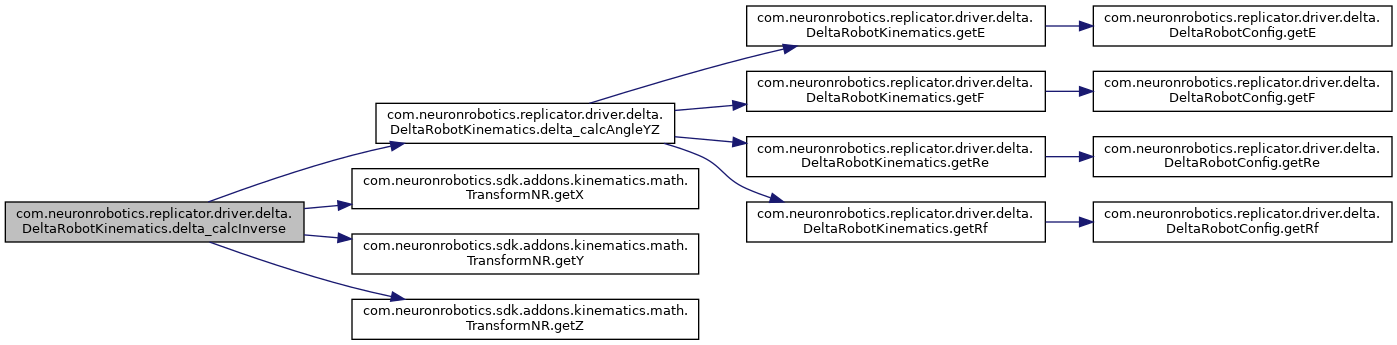 com.neuronrobotics.replicator.driver.delta.
DeltaRobotKinematics.delta_calcInverse
com.neuronrobotics.replicator.driver.delta.
DeltaRobotKinematics.delta_calcAngleYZ
com.neuronrobotics.sdk.addons.kinematics.math.
TransformNR.getX
com.neuronrobotics.sdk.addons.kinematics.math.
TransformNR.getY
com.neuronrobotics.sdk.addons.kinematics.math.
TransformNR.getZ
com.neuronrobotics.replicator.driver.delta.
DeltaRobotKinematics.getE
com.neuronrobotics.replicator.driver.delta.
DeltaRobotKinematics.getF
com.neuronrobotics.replicator.driver.delta.
DeltaRobotKinematics.getRe
com.neuronrobotics.replicator.driver.delta.
DeltaRobotKinematics.getRf
com.neuronrobotics.replicator.driver.delta.
DeltaRobotConfig.getE
com.neuronrobotics.replicator.driver.delta.
DeltaRobotConfig.getF
com.neuronrobotics.replicator.driver.delta.
DeltaRobotConfig.getRe
com.neuronrobotics.replicator.driver.delta.
DeltaRobotConfig.getRf